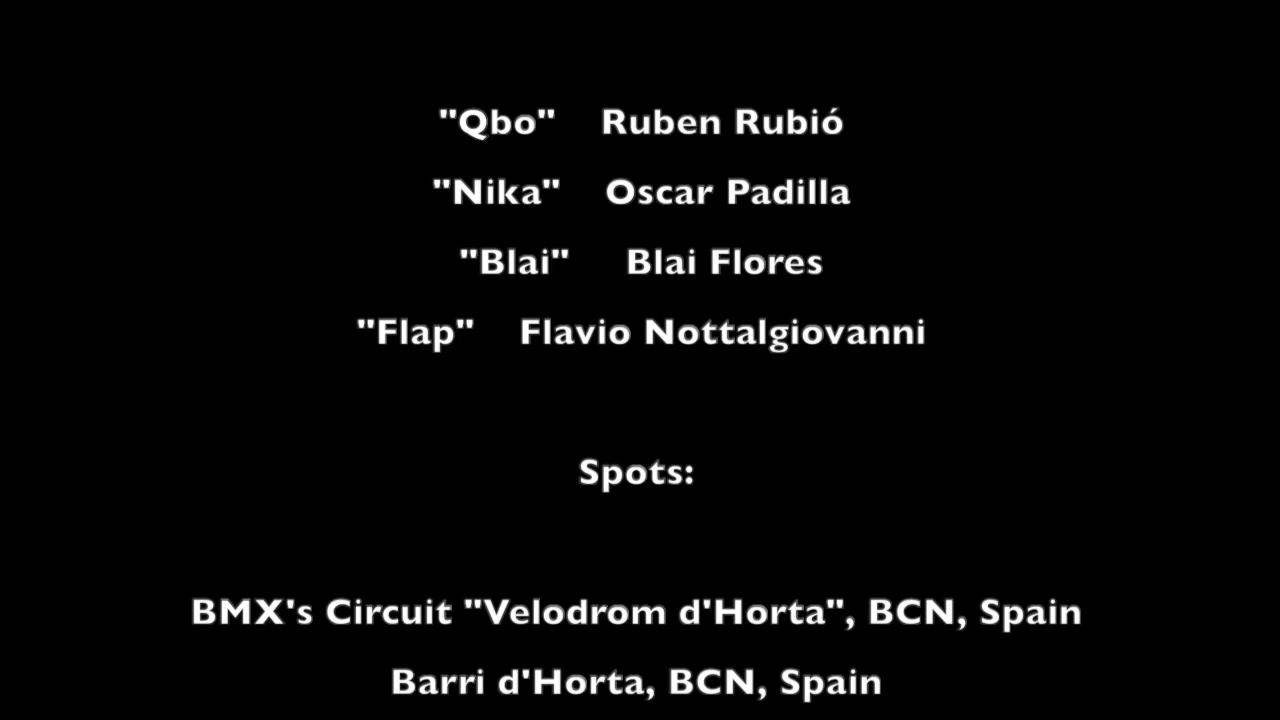 "Qbo" Ruben Rubió
"Nika" Oscar Padilla
"Blai" Blai Flores
"Flap" Flavio Nottalgiovanni
Spots:
BMX's Circuit "Velodrom d'Horta", BCN, Spain
Barri d'Horta, BCN, Spain